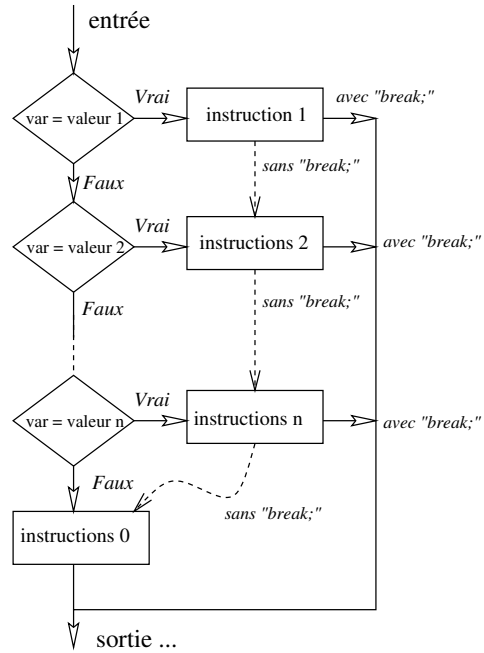 entrée
Vrai
avec "break;"
var = valeur 1
instruction 1
sans "break;"
Faux
Vrai
var = valeur 2
instructions 2
avec "break;"
sans "break;"
Faux
Vrai
var = valeur n
instructions n
avec "break;"
Faux
sans "break;"
instructions 0
sortie ...